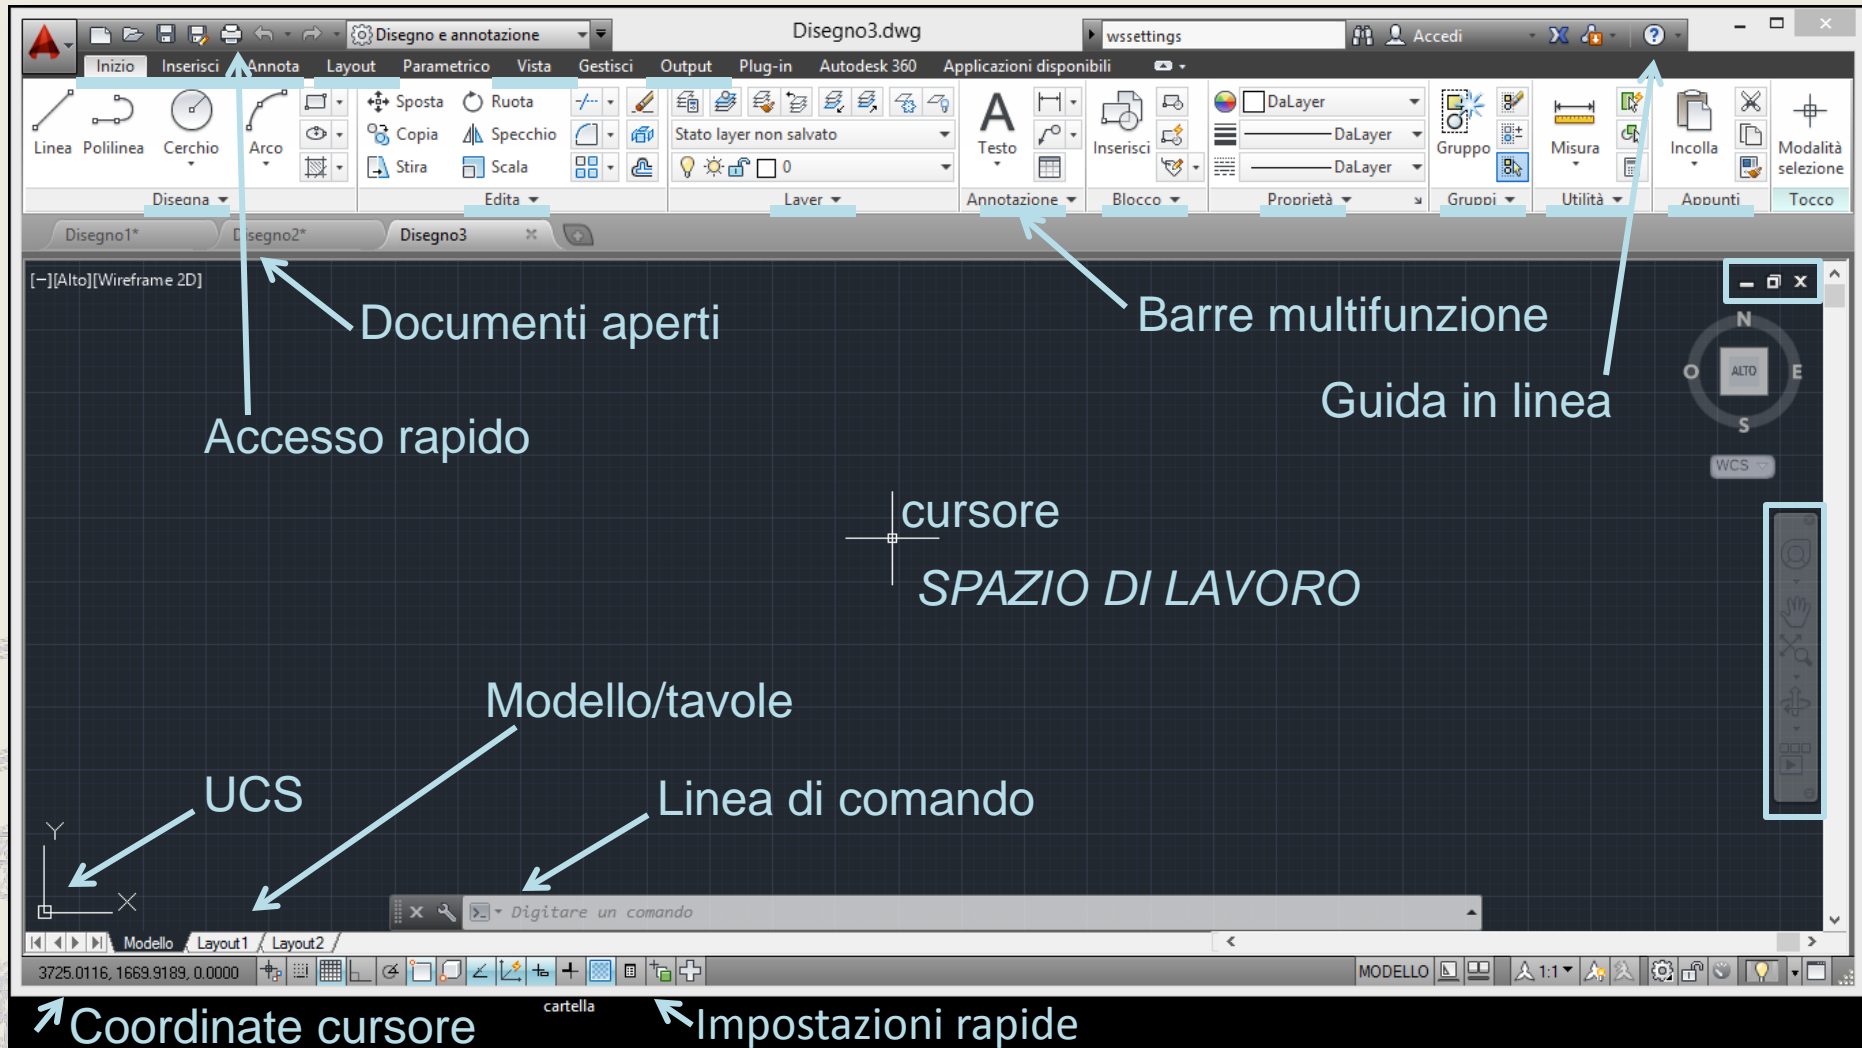 Disegno e annotazione
Disegno3.dwg
wssettings
Accedi
Inizio Inserisci Annota Layout Parametrico Vista Gestisci Output Plug-in Autodesk 360 Applicazioni disponibili
Linea Polilinea Cerchio Arco
Sposta Ruota
Copia Specchio
Stira Scala
Stato layer non salvato
0
Testo
Inserisci
DaLayer
DaLayer
DaLayer
Gruppo
Misura
Incolla
Modalità
selezione
Disegna Edita Layer Annotazione Blocco Proprietà Gruppi Utilità Appunti Tocco
Disegno1* Disegno2* Disegno3
[−][Alto][Wireframe 2D]
Documenti aperti
Barre multifunzione
N
O ALTO E
S
Guida in linea
Accesso rapido
WCS
cursore
SPAZIO DI LAVORO
Modello/tavole
UCS
Linea di comando
Y
X
Digitare un comando
Modello Layout1 Layout2
3725.0116, 1669.9189, 0.0000
MODELLO
1:1
cartella
Coordinate cursore
Impostazioni rapide